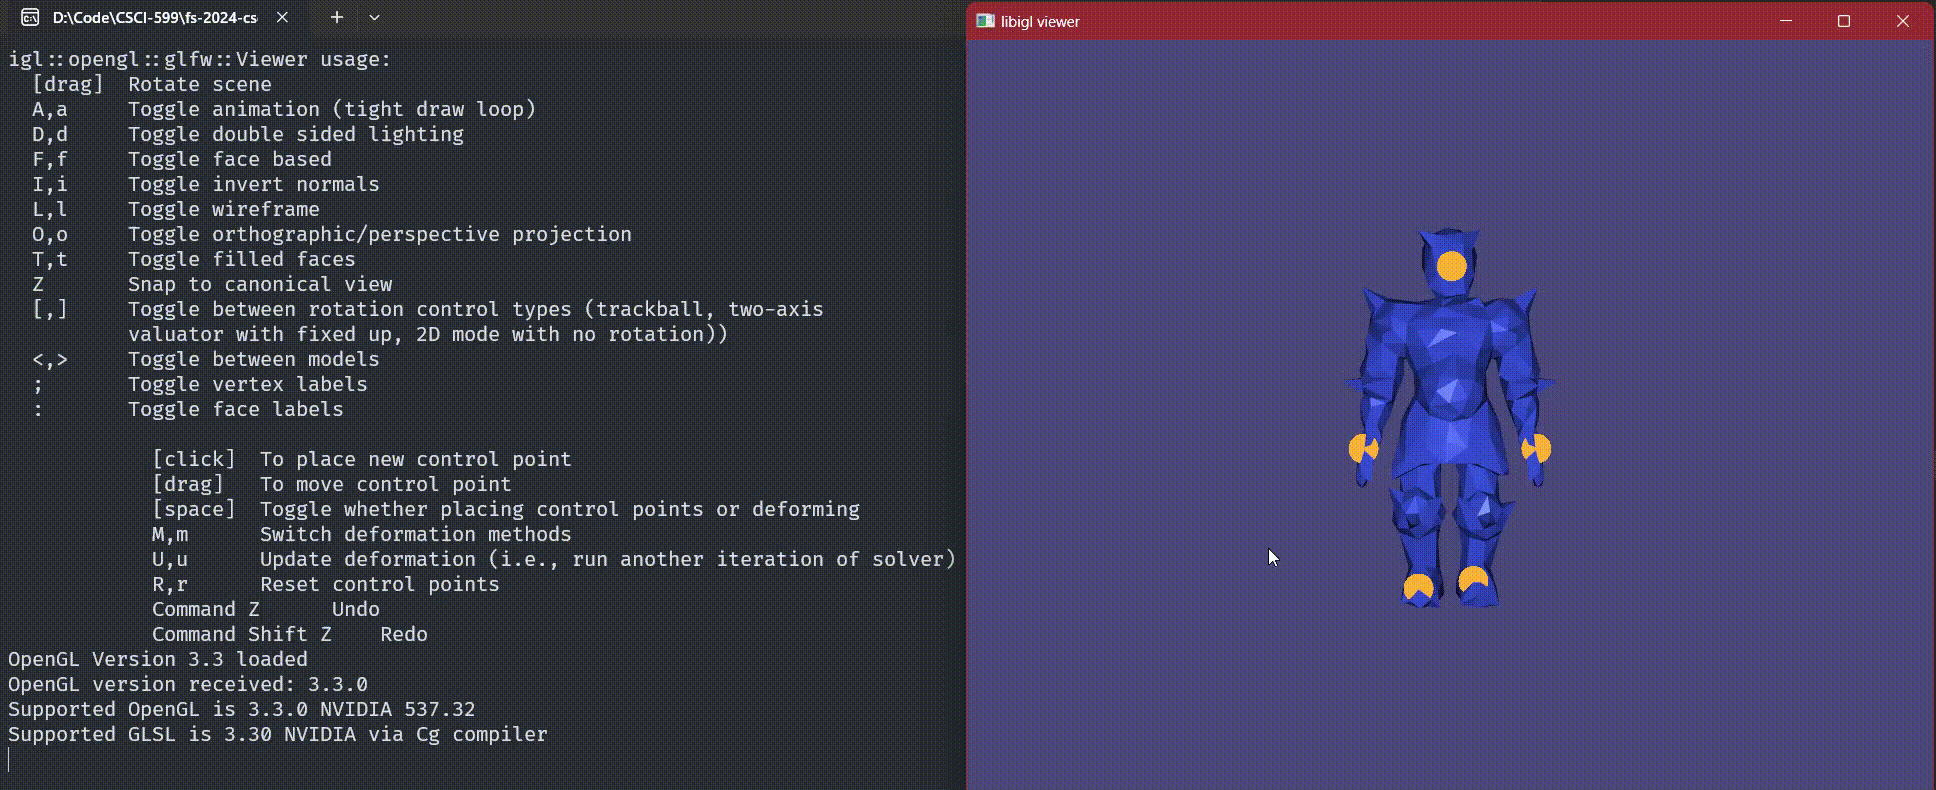 D:\Code\CSCI-599\fs-2024-cs
igl::opengl::glfw::Viewer usage:
[drag] Rotate scene
A,a Toggle animation (tight draw loop)
D,d Toggle double sided lighting
F,f Toggle face based
I,i Toggle invert normals
L,l Toggle wireframe
O,o Toggle orthographic/perspective projection
T,t Toggle filled faces
Z Snap to canonical view
[,] Toggle between rotation control types (trackball, two-axis
valuator with fixed up, 2D mode with no rotation))
<,> Toggle between models
; Toggle vertex labels
: Toggle face labels
[click] To place new control point
[drag] To move control point
[space] Toggle whether placing control points or deforming
M,m Switch deformation methods
U,u Update deformation (i.e., run another iteration of solver)
R,r Reset control points
Command Z Undo
Command Shift Z Redo
OpenGL Version 3.3 loaded
OpenGL version received: 3.3.0
Supported OpenGL is 3.3.0 NVIDIA 537.32
Supported GLSL is 3.30 NVIDIA via Cg compiler
libigl viewer